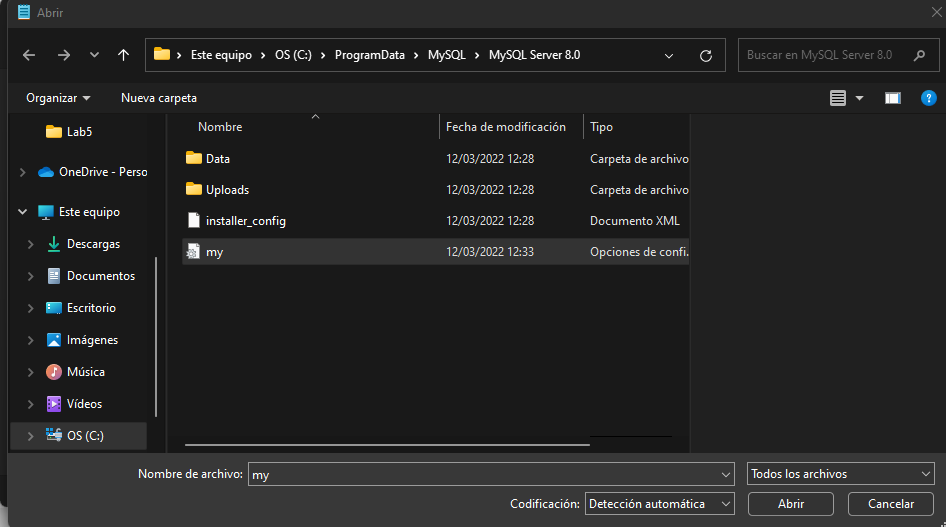 Abrir
Este equipo > OS (C:) > ProgramData > MySQL > MySQL Server 8.0
Buscar en MySQL Server 8.0
Organizar
Nueva carpeta
Lab5
OneDrive - Perso
Este equipo
Descargas
Documentos
Escritorio
Imágenes
Música
Vídeos
OS (C:)
Nombre Fecha de modificación Tipo
Data 12/03/2022 12:28 Carpeta de archivo
Uploads 12/03/2022 12:28 Carpeta de archivo
installer_config 12/03/2022 12:28 Documento XML
my 12/03/2022 12:33 Opciones de confi.
Nombre de archivo: my
Todos los archivos
Codificación: Detección automática
Abrir
Cancelar